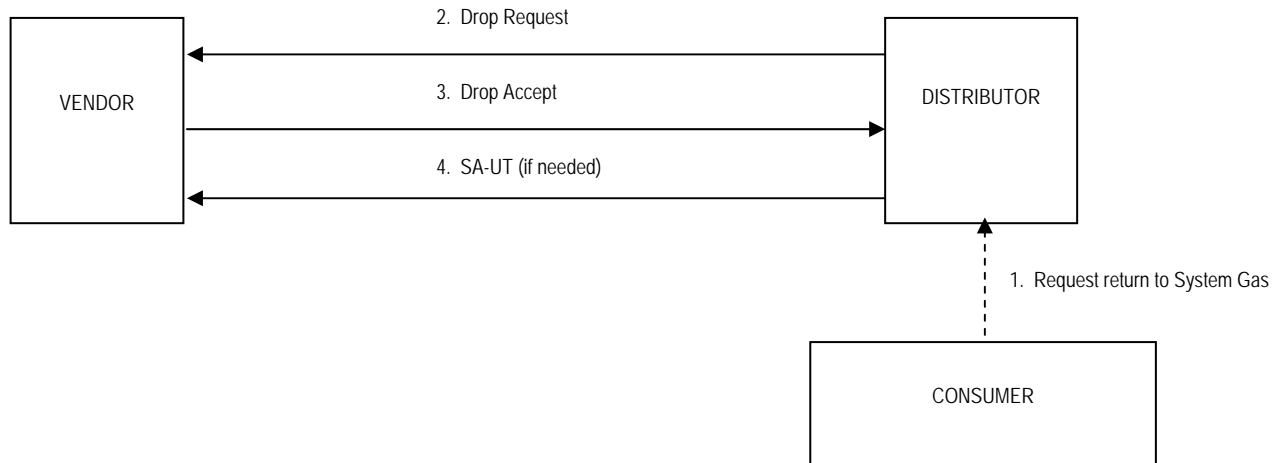 2. Drop Request
VENDOR
3. Drop Accept
DISTRIBUTOR
4. SA-UT (if needed)
1. Request return to System Gas
CONSUMER